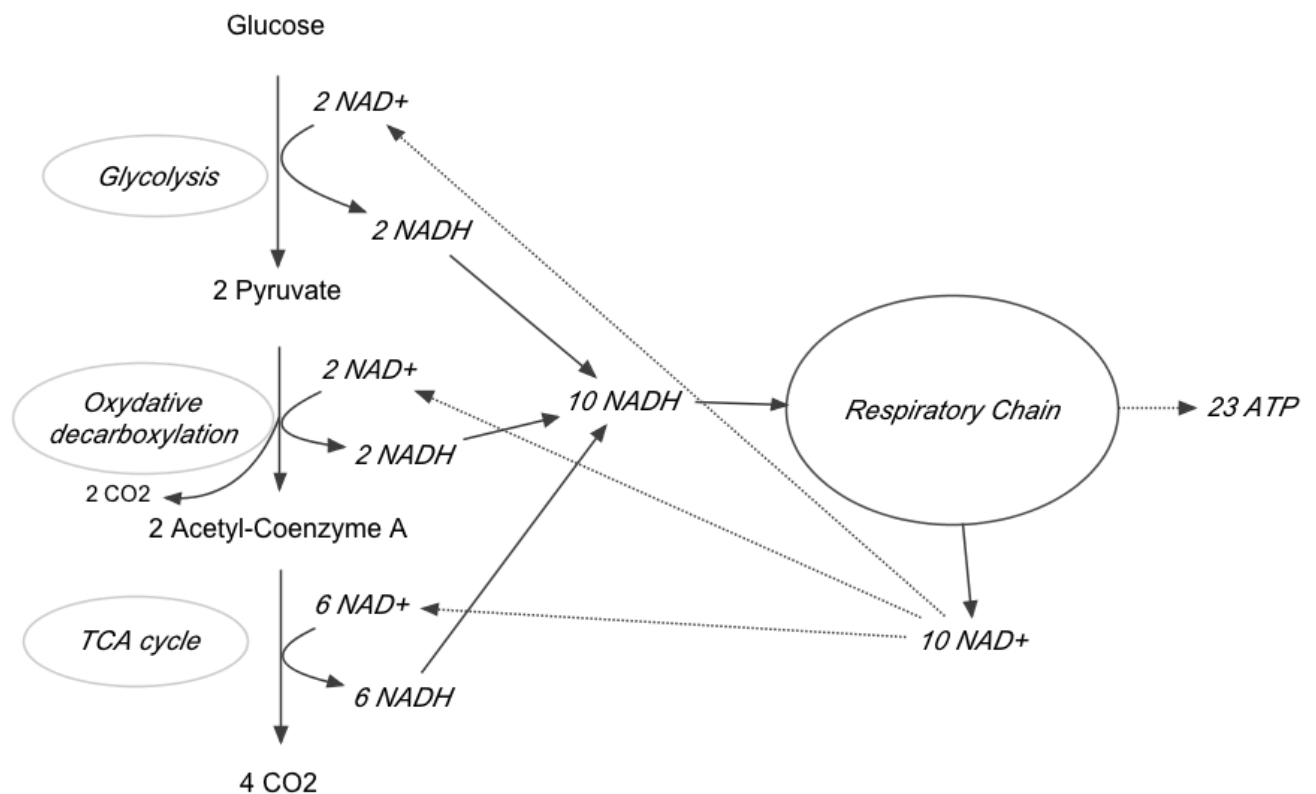 Glucose
2 NAD+
Glycolysis
2 NADH
2 Pyruvate
2 NAD+
Oxydative
decarboxylation
10 NADH
Respiratory Chain
23 ATP
2 NADH
2 CO2
2 Acetyl-Coenzyme A
6 NAD+
TCA cycle
10 NAD+
6 NADH
4 CO2